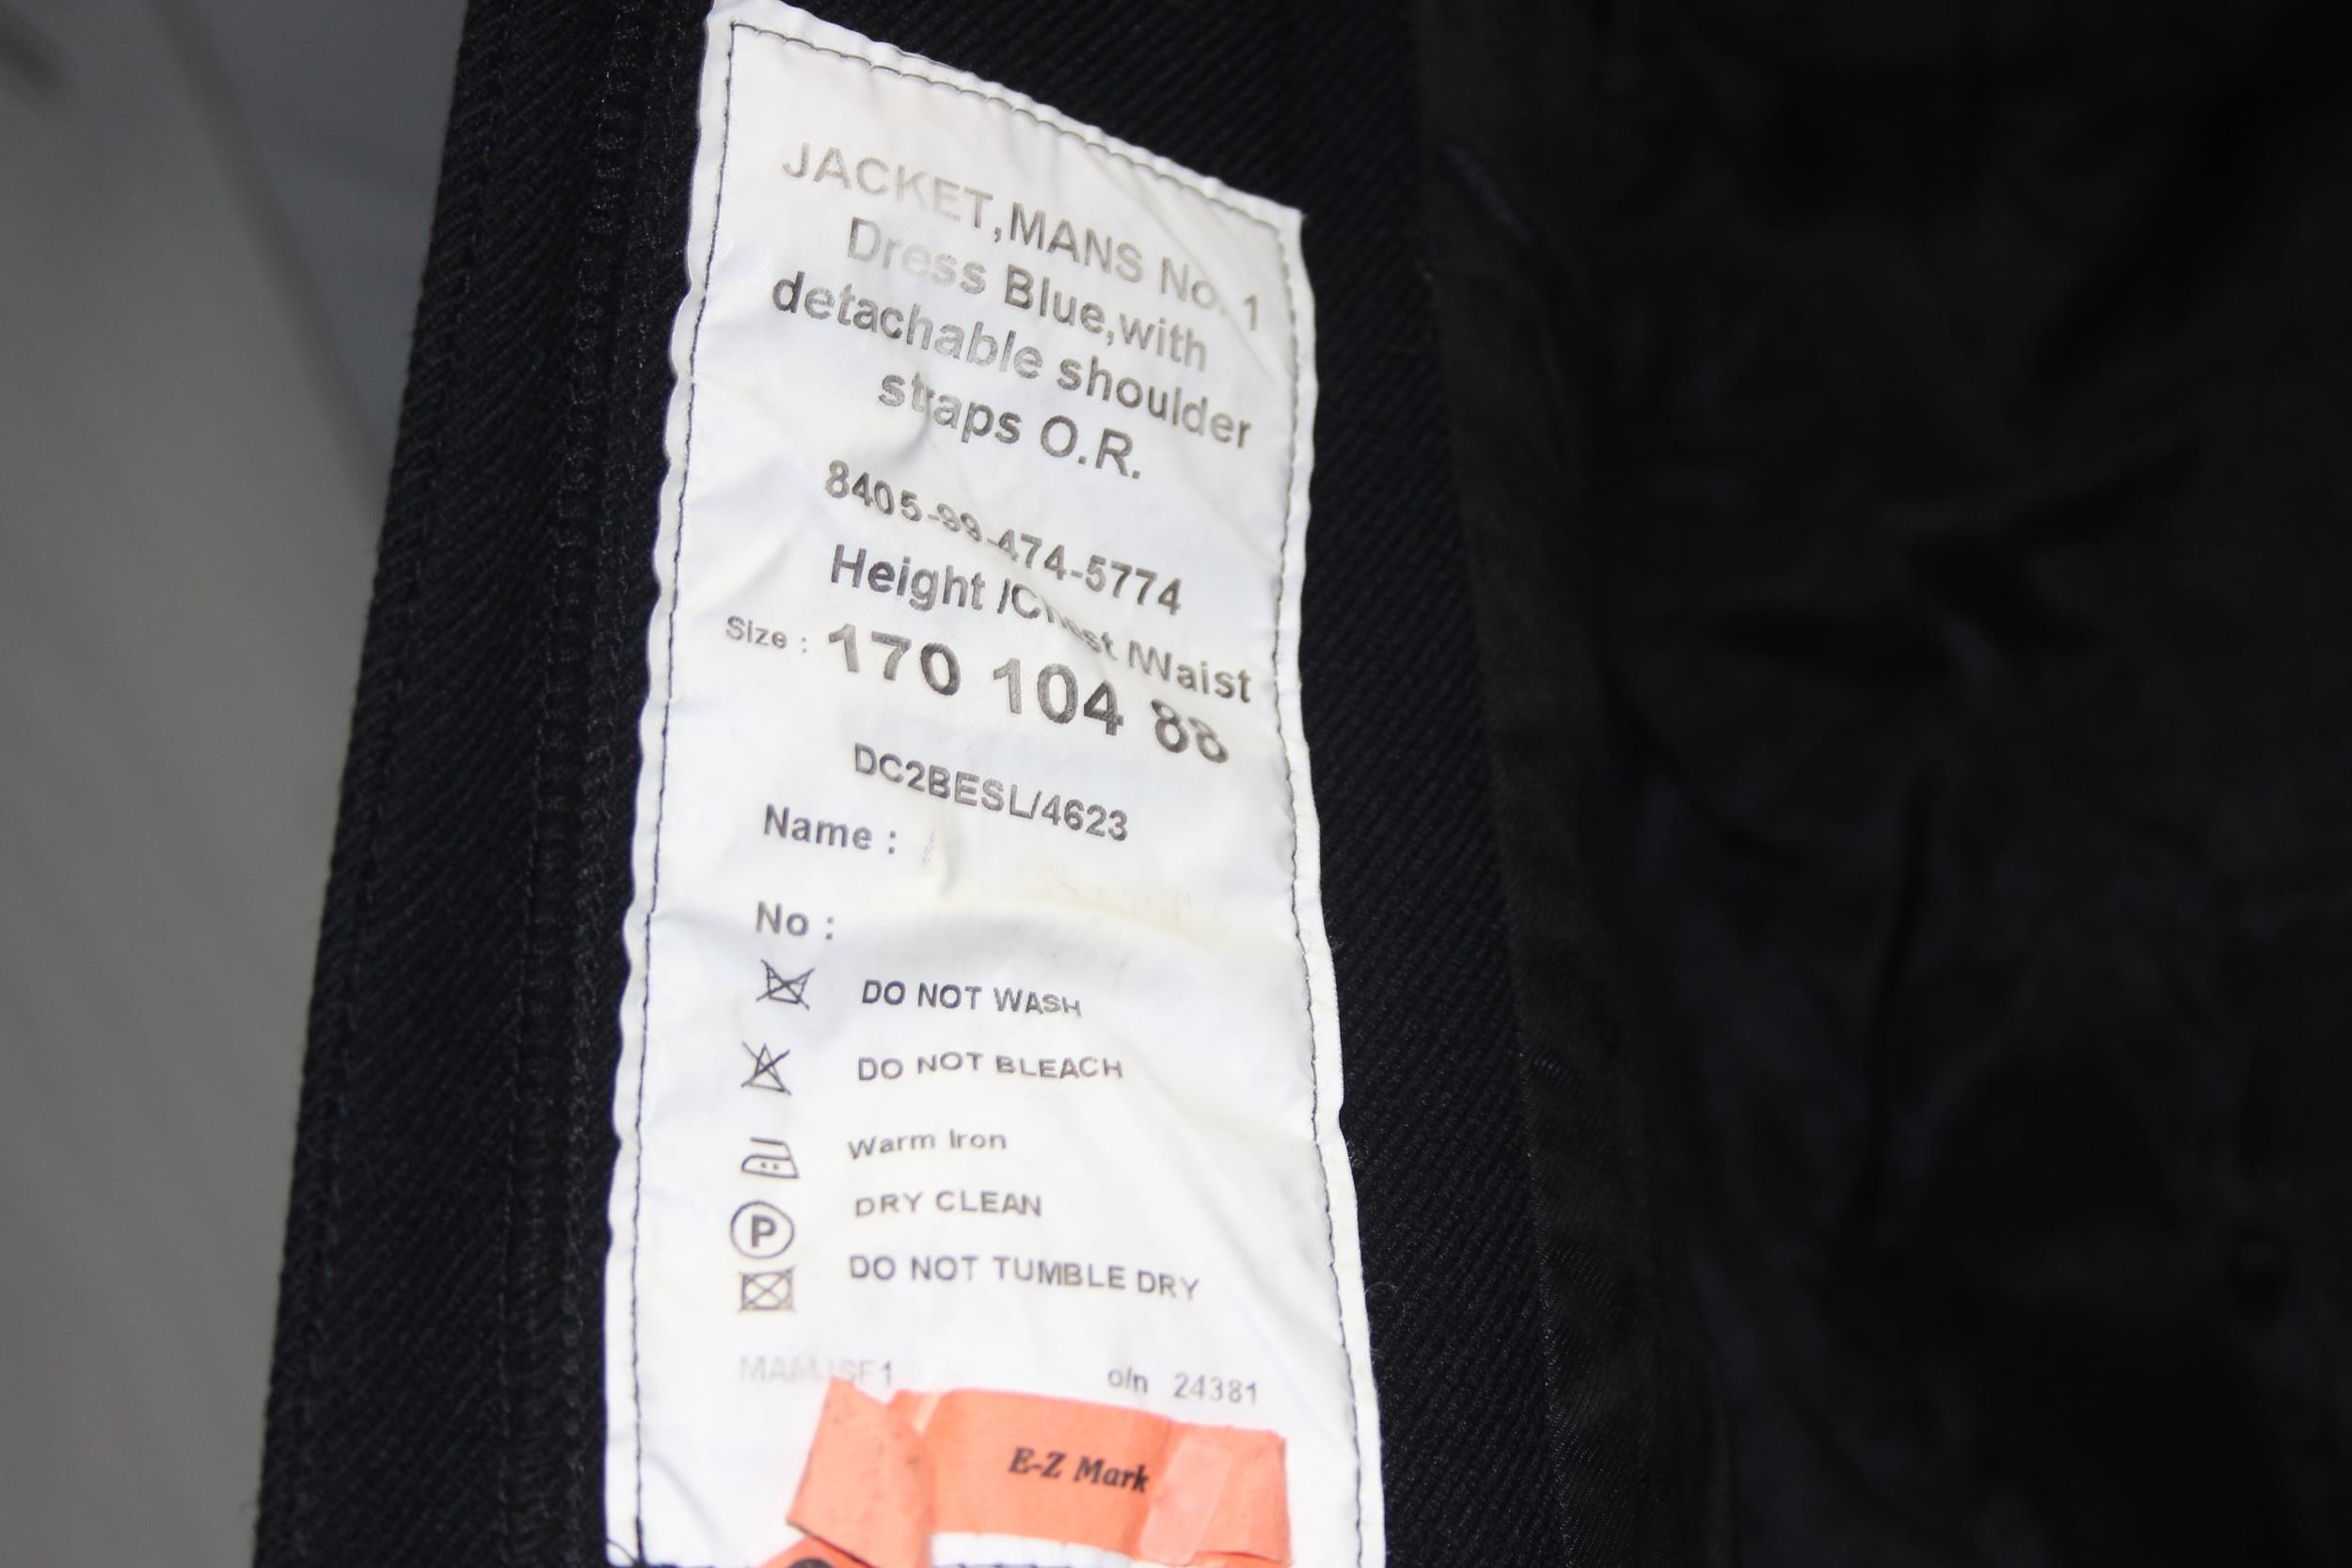 JACKET,MANS No. 1
Dress Blue,with
detachable shoulder
straps O.R.
8405-99-474-5774
Height /Chest /Waist
Size : 170 104 88
DC2BESL/4623
Name :
No :
DO NOT WASH
DO NOT BLEACH
Warm Iron
P DRY CLEAN
DO NOT TUMBLE DRY
o/n 24381
E-Z Mark